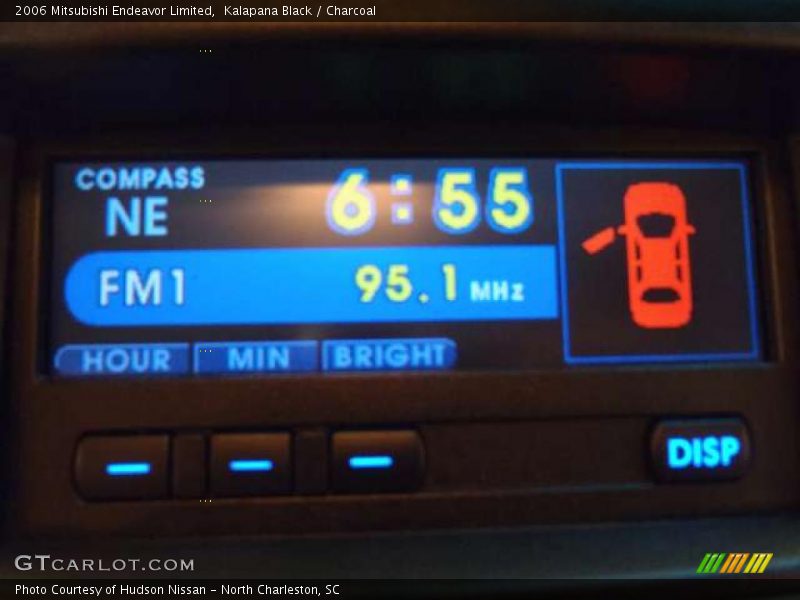 2006 Mitsubishi Endeavor Limited,  Kalapana Black / Charcoal
COMPASS
NE
6:55
FM1 95.1 MHz
HOUR MIN BRIGHT
DISP
GTCARLOT.COM
Photo Courtesy of Hudson Nissan - North Charleston, SC